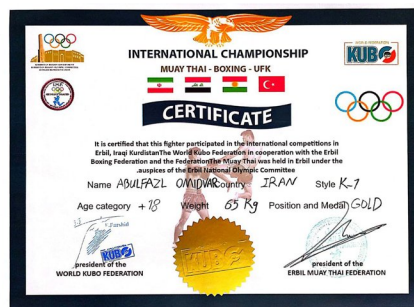 INTERNATIONAL CHAMPIONSHIP
MUAY THAI - BOXING - UFK
WORLD FEDERATION
KUBO
CERTIFICATE
It is certified that this fighter participated in the international competitions in
Erbil, Iraqi KurdistanThe World Kubo Federation in cooperation with the Erbil
Boxing Federation and the FederationThe Muay Thai was held in Erbil under the
.auspices of the Erbil National Olympic Committee
Name ABULFAZL OMIDVAR Country IRAN Style K-1
Age category +18 Weight 65 Kg Position and Medal GOLD
KUBO
KUBO
president of the
WORLD KUBO FEDERATION
president of the
ERBIL MUAY THAI FEDERATION